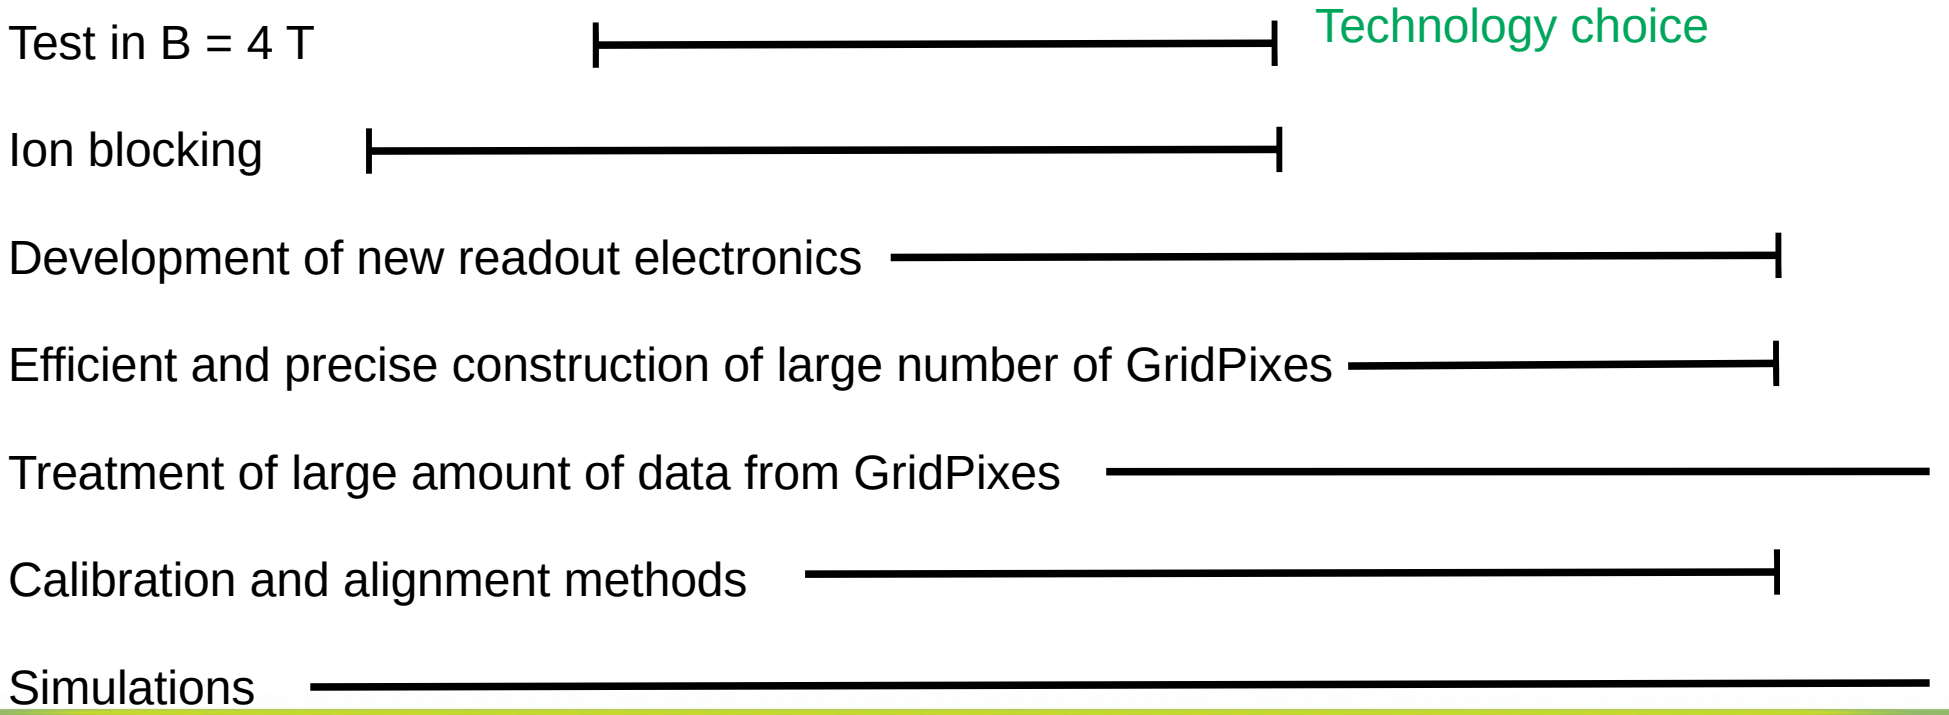 Test in B = 4 T
Technology choice
Ion blocking
Development of new readout electronics
Efficient and precise construction of large number of GridPixes
Treatment of large amount of data from GridPixes
Calibration and alignment methods
Simulations